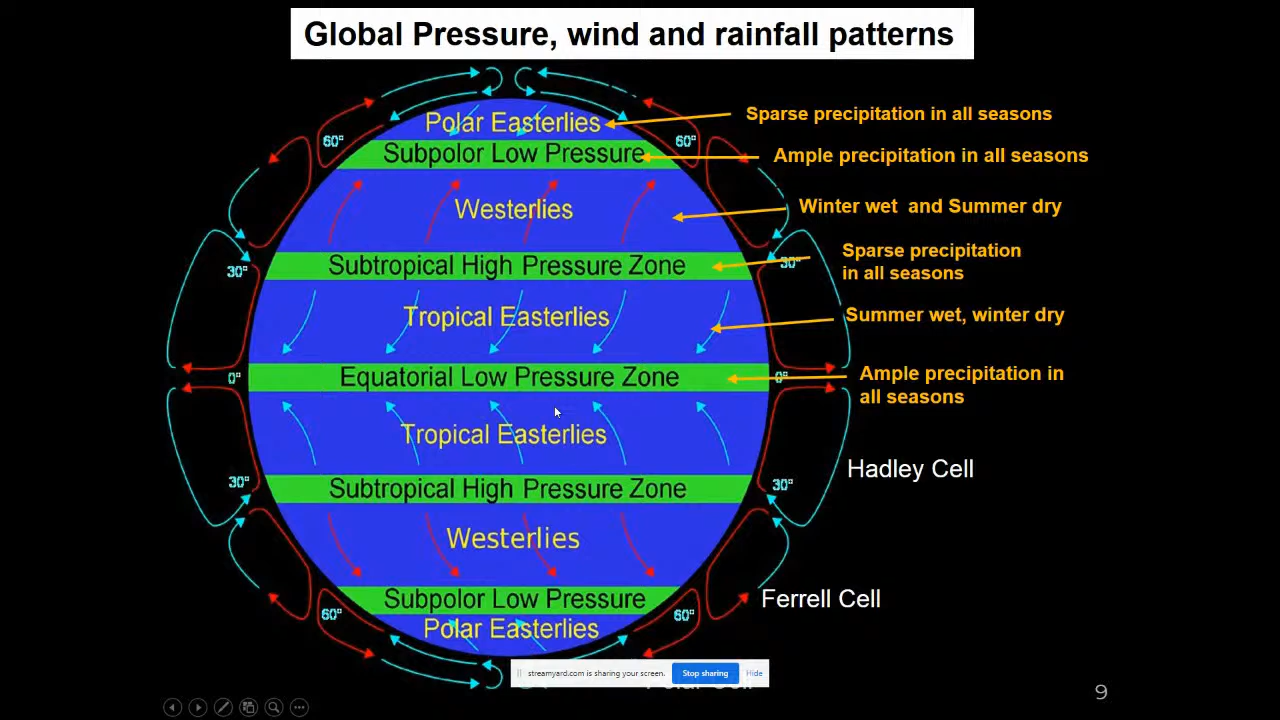 Global Pressure, wind and rainfall patterns
Polar Easterlies
Sparse precipitation in all seasons
60°
60°
Subpolor Low Pressure
Ample precipitation in all seasons
Westerlies
Winter wet and Summer dry
30°
Subtropical High Pressure Zone
30°
Sparse precipitation
in all seasons
Tropical Easterlies
Summer wet, winter dry
0°
Equatorial Low Pressure Zone
0°
Ample precipitation in
all seasons
Tropical Easterlies
Hadley Cell
30°
Subtropical High Pressure Zone
30°
Westerlies
Subpolor Low Pressure
Ferrell Cell
60°
60°
Polar Easterlies
streamyard.com is sharing your screen.
Stop sharing
Hide
9